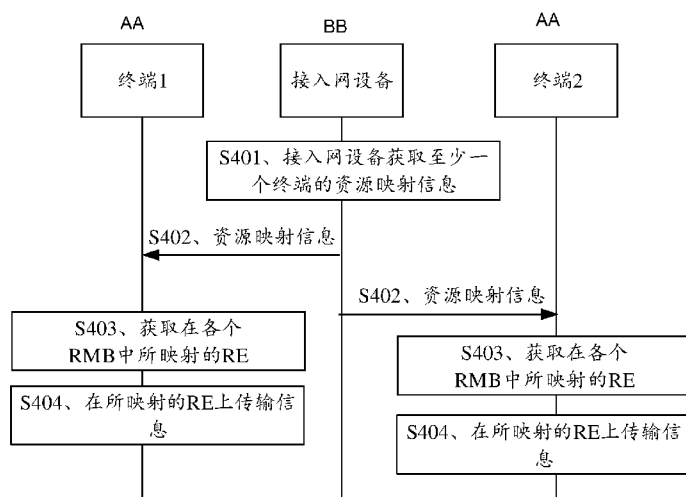 AA
BB
AA
终端1
接入网设备
终端2
S401、接入网设备获取至少一
个终端的资源映射信息
S402、资源映射信息
S402、资源映射信息
S403、获取在各个
RMB中所映射的RE
S403、获取在各个
RMB中所映射的RE
S404、在所映射的RE上传输信
息
S404、在所映射的RE上传输信
息